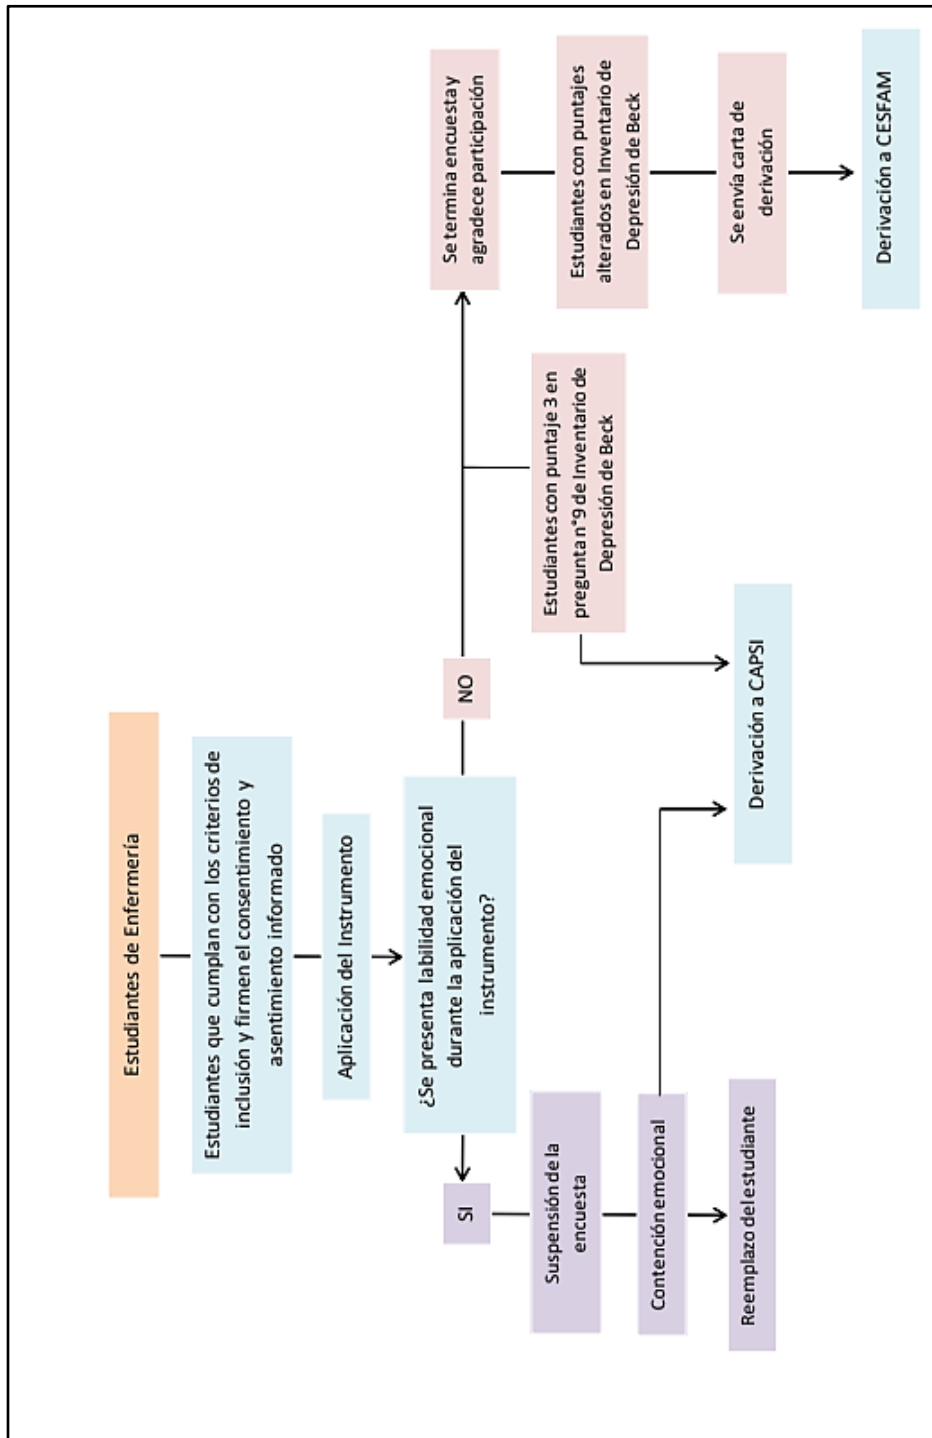 Estudiantes de Enfermería
Estudiantes que cumplan con los criterios de
inclusión y firmen el consentimiento y
asentimiento informado
Aplicación del Instrumento
¿Se presenta labilidad emocional
durante la aplicación del
instrumento?
SI
NO
Suspensión de la
encuesta
Contención emocional
Reemplazo del estudiante
Estudiantes con puntaje 3 en
pregunta n°9 de Inventario de
Depresión de Beck
Derivación a CAPSI
Se termina encuesta y
agradece participación
Estudiantes con puntajes
alterados en Inventario de
Depresión de Beck
Se envía carta de
derivación
Derivación a CESFAM